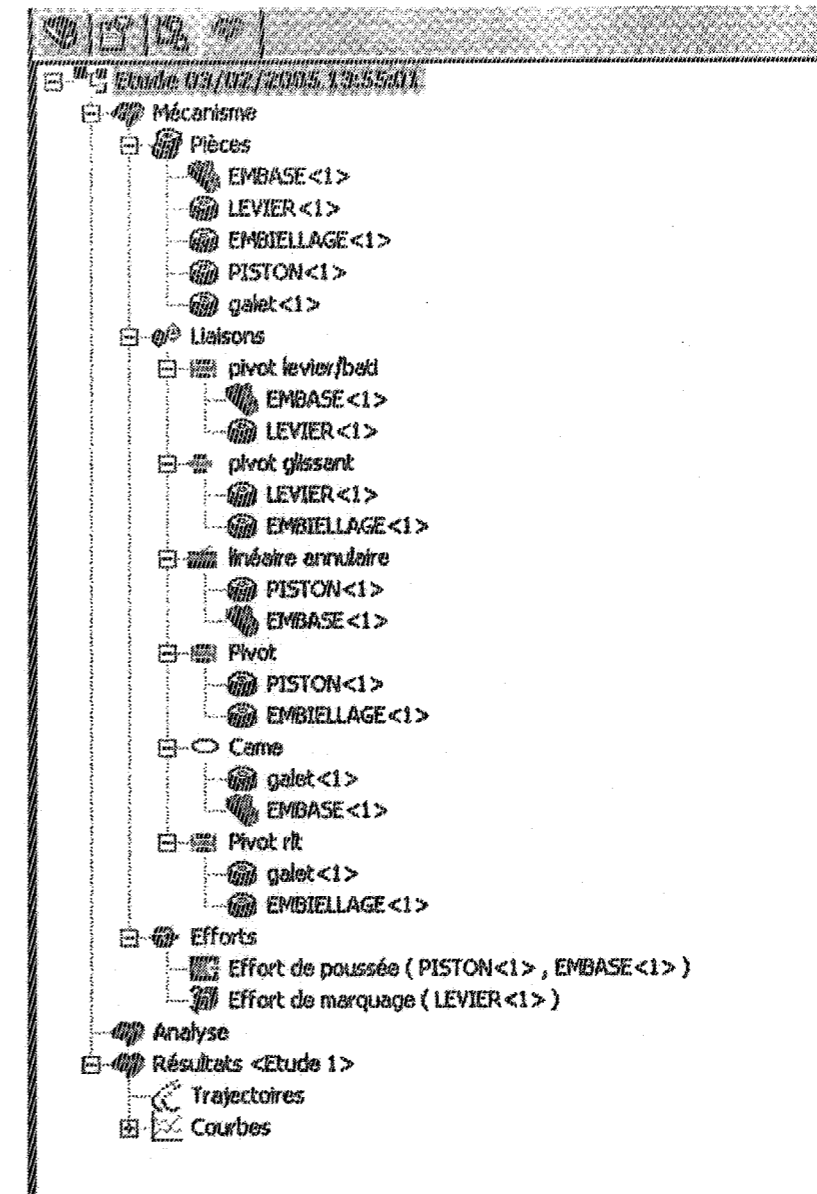 Etude 03/02/2005 13:55:01
Mécanisme
Pièces
EMBASE<1>
LEVIER<1>
EMBIELLAGE<1>
PISTON<1>
galet<1>
Liaisons
pivot levier/bati
EMBASE<1>
LEVIER<1>
pivot glissant
LEVIER<1>
EMBIELLAGE<1>
linéaire annulaire
PISTON<1>
EMBASE<1>
Pivot
PISTON<1>
EMBIELLAGE<1>
Came
galet<1>
EMBASE<1>
Pivot rlt
galet<1>
EMBIELLAGE<1>
Efforts
Effort de poussée ( PISTON<1> , EMBASE<1> )
Effort de marquage ( LEVIER<1> )
Analyse
Résultats <Etude 1>
Trajectoires
Courbes